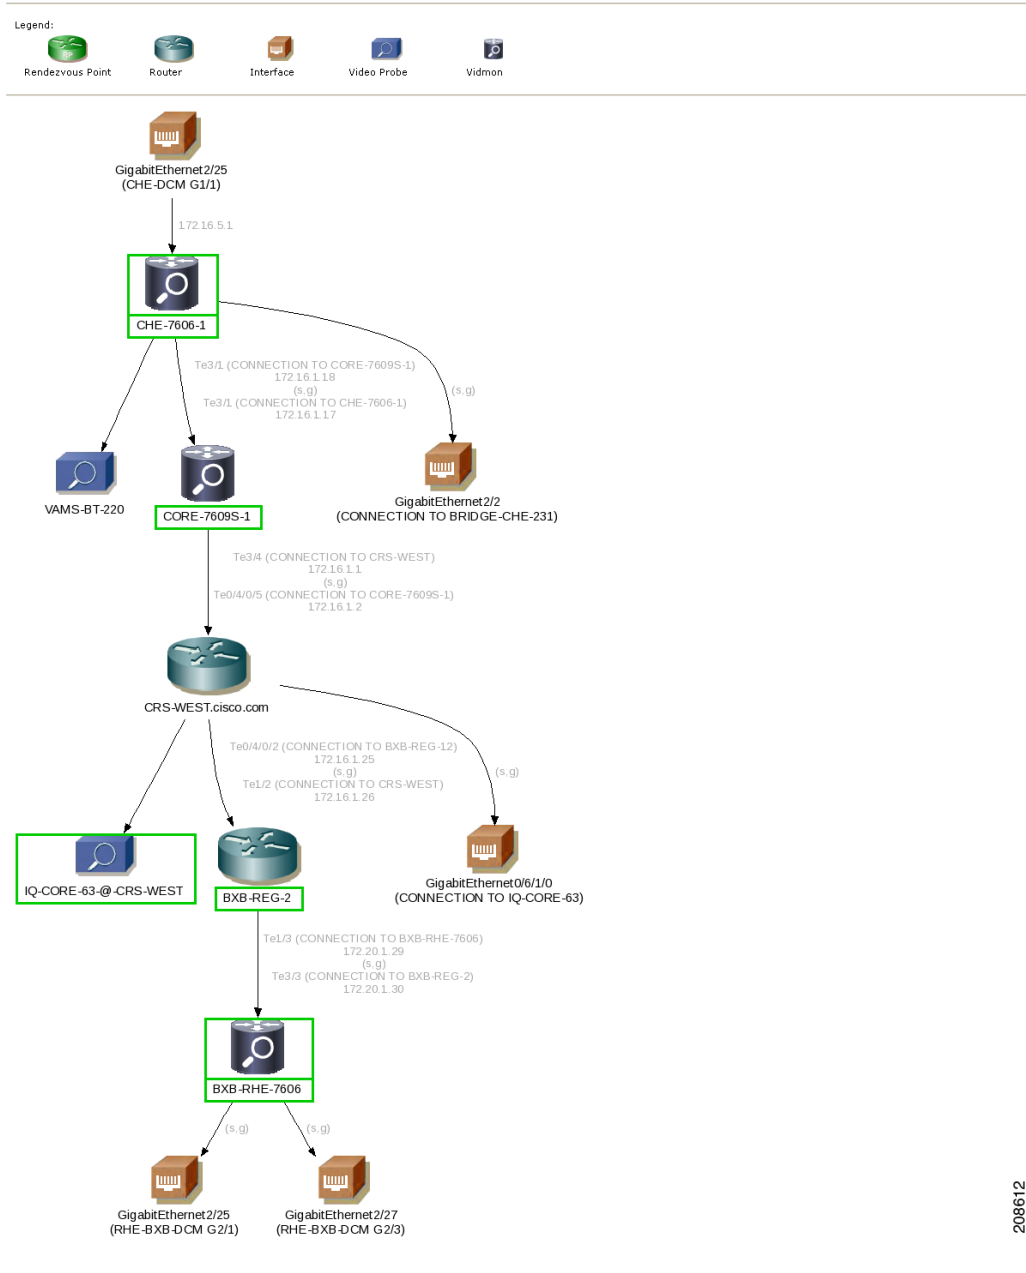 Legend:
Rendezvous Point
Router
Interface
Video Probe
Vidmon
RP
GigabitEthernet2/25
(CHE-DCM G1/1)
172.16.5.1
CHE-7606-1
Te3/1 (CONNECTION TO CORE-7609S-1)
172.16.1.18
(s,g)
Te3/1 (CONNECTION TO CHE-7606-1)
172.16.1.17
(s,g)
VAMS-BT-220
CORE-7609S-1
GigabitEthernet2/2
(CONNECTION TO BRIDGE-CHE-231)
Te3/4 (CONNECTION TO CRS-WEST)
172.16.1.1
(s,g)
Te0/4/0/5 (CONNECTION TO CORE-7609S-1)
172.16.1.2
CRS-WEST.cisco.com
Te0/4/0/2 (CONNECTION TO BXB-REG-12)
172.16.1.25
(s,g)
Te1/2 (CONNECTION TO CRS-WEST)
172.16.1.26
(s,g)
IQ-CORE-63-@-CRS-WEST
BXB-REG-2
GigabitEthernet0/6/1/0
(CONNECTION TO IQ-CORE-63)
Te1/3 (CONNECTION TO BXB-RHE-7606)
172.20.1.29
(s,g)
Te3/3 (CONNECTION TO BXB-REG-2)
172.20.1.30
BXB-RHE-7606
(s,g)
(s,g)
GigabitEthernet2/25
(RHE-BXB-DCM G2/1)
GigabitEthernet2/27
(RHE-BXB-DCM G2/3)
208612